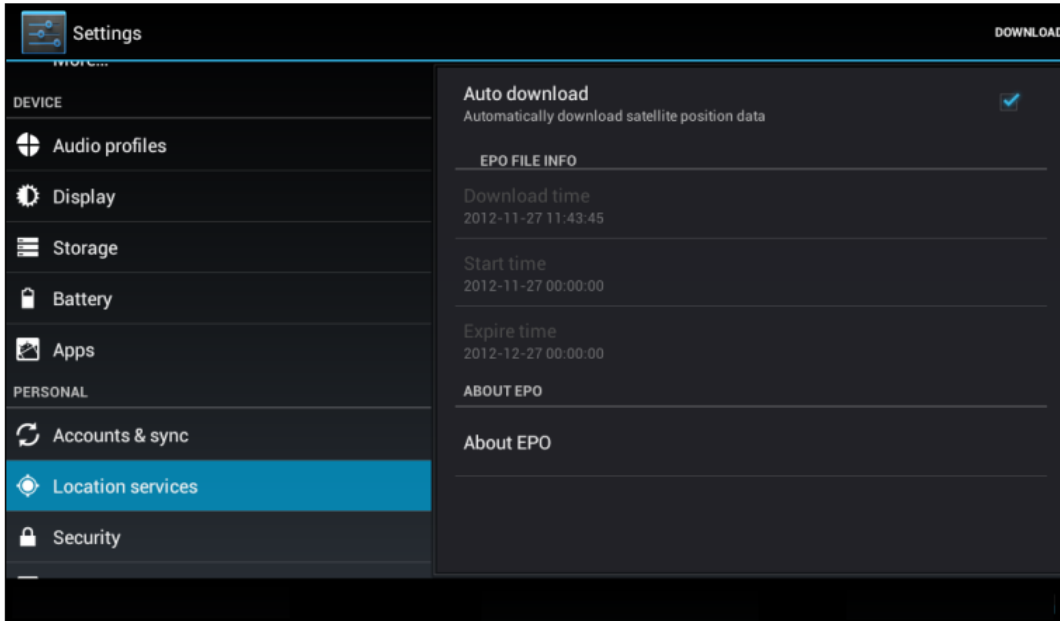 Settings
DOWNLOAD
More...
DEVICE
Audio profiles
Display
Storage
Battery
Apps
PERSONAL
Accounts & sync
Location services
Security
Auto download
Automatically download satellite position data
EPO FILE INFO
Download time
2012-11-27 11:43:45
Start time
2012-11-27 00:00:00
Expire time
2012-12-27 00:00:00
ABOUT EPO
About EPO